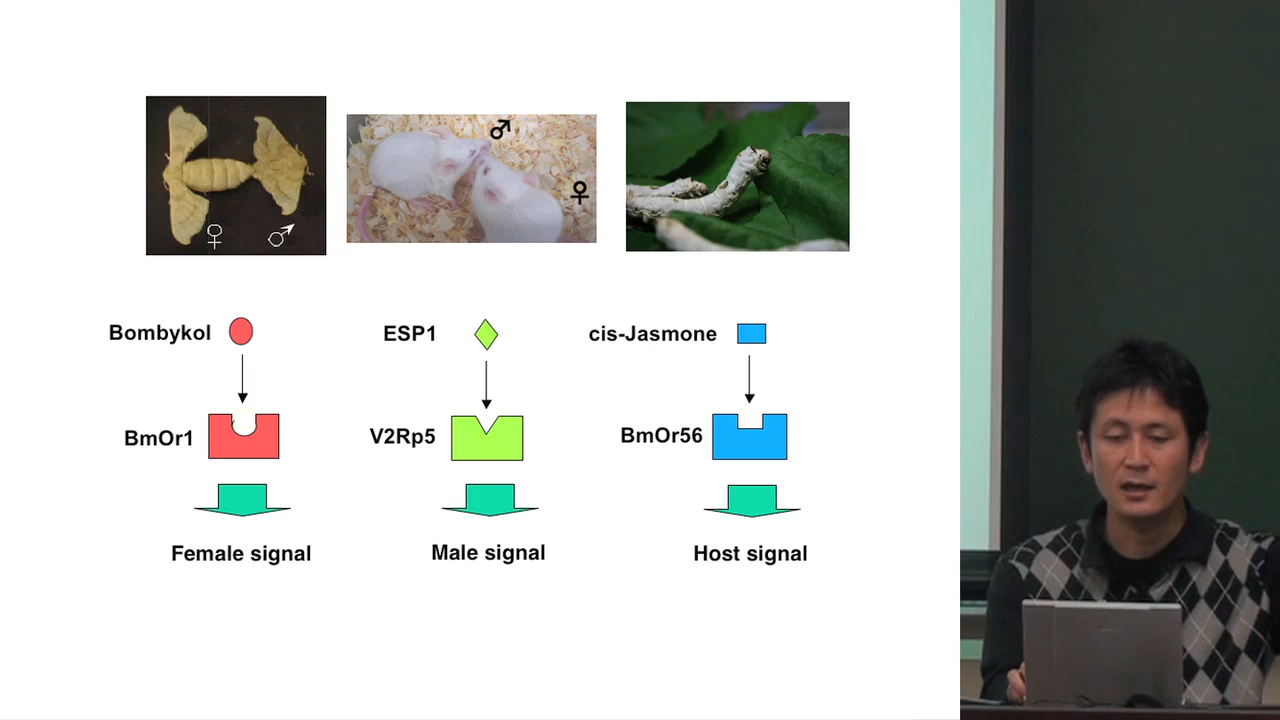 ♂
♀
♀ ♂
Bombykol
ESP1
cis-Jasmone
BmOr1
V2Rp5
BmOr56
Female signal
Male signal
Host signal